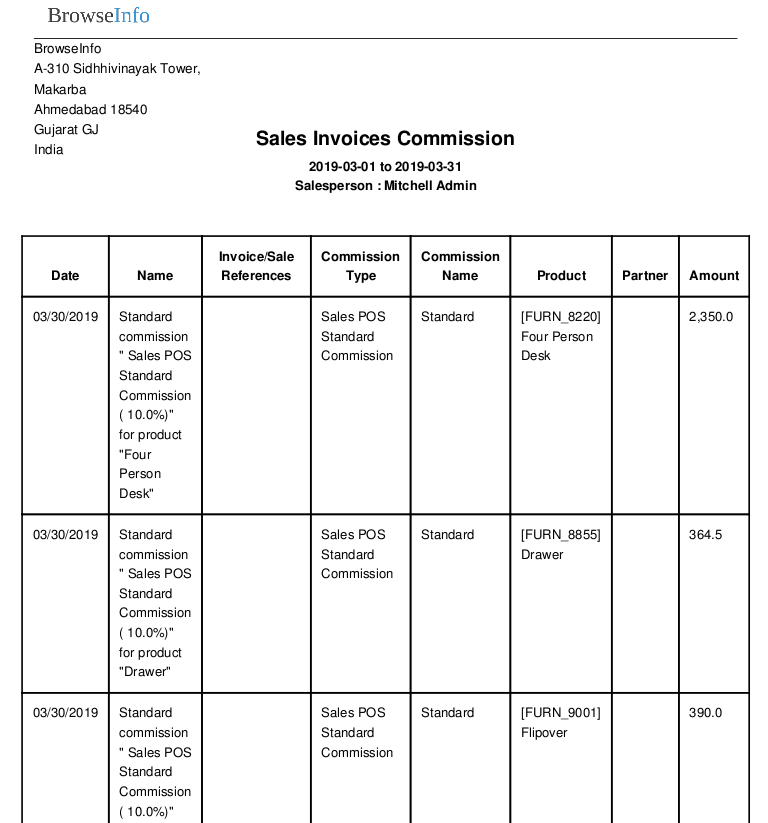 BrowseInfo
BrowseInfo
A-310 Sidhhivinayak Tower,
Makarba
Ahmedabad 18540
Gujarat GJ
India
Sales Invoices Commission
2019-03-01 to 2019-03-31
Salesperson : Mitchell Admin
Date Name Invoice/Sale References Commission Type Commission Name Product Partner Amount
03/30/2019 Standard Sales POS Standard [FURN_8220] 2,350.0
commission Standard Four Person
" Sales POS Commission Desk
Standard
Commission
( 10.0%)"
for product
"Four
Person
Desk"
03/30/2019 Standard Sales POS Standard [FURN_8855] 364.5
commission Standard Drawer
" Sales POS Commission
Standard
Commission
( 10.0%)"
for product
"Drawer"
03/30/2019 Standard Sales POS Standard [FURN_9001] 390.0
commission Standard Flipover
" Sales POS Commission
Standard
Commission
( 10.0%)"